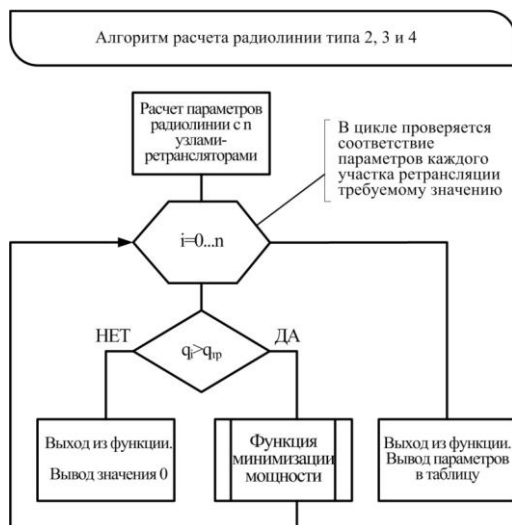 Алгоритм расчета радиолинии типа 2, 3 и 4
Расчет параметров
радиолинии с n
узлами-
ретрансляторами
В цикле проверяется
соответствие
параметров каждого
участка ретрансляции
требуемому значению
i=0...n
НЕТ
ДА
qi>qтр
Выход из функции.
Вывод значения 0
Функция
минимизации
мощности
Выход из функции.
Вывод параметров
в таблицу